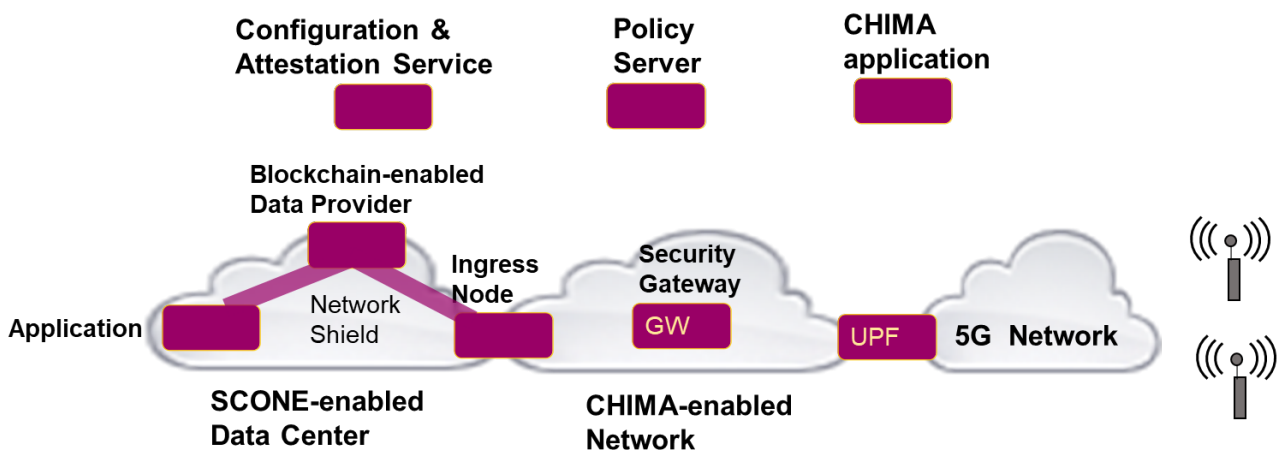 Configuration &
Attestation Service
Policy
Server
CHIMA
application
Blockchain-enabled
Data Provider
Ingress
Node
Security
Gateway
Application
Network
Shield
GW
UPF
5G Network
SCONE-enabled
Data Center
CHIMA-enabled
Network